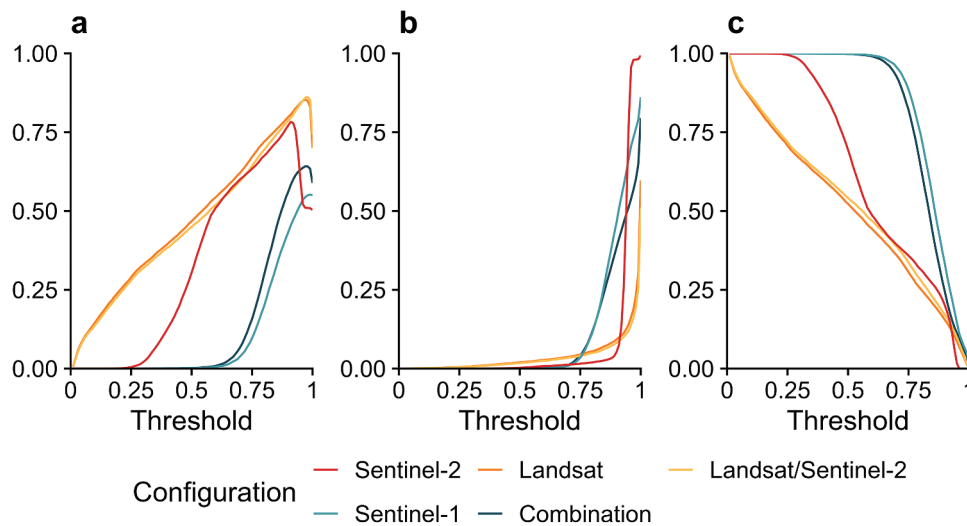 a b c
1.00 1.00 1.00
0.75 0.75 0.75
0.50 0.50 0.50
0.25 0.25 0.25
0.00 0.00 0.00
0 0.25 0.5 0.75 1 0 0.25 0.5 0.75 1 0 0.25 0.5 0.75 1
Threshold Threshold Threshold
Configuration
Sentinel-2 Landsat Landsat/Sentinel-2
Sentinel-1 Combination